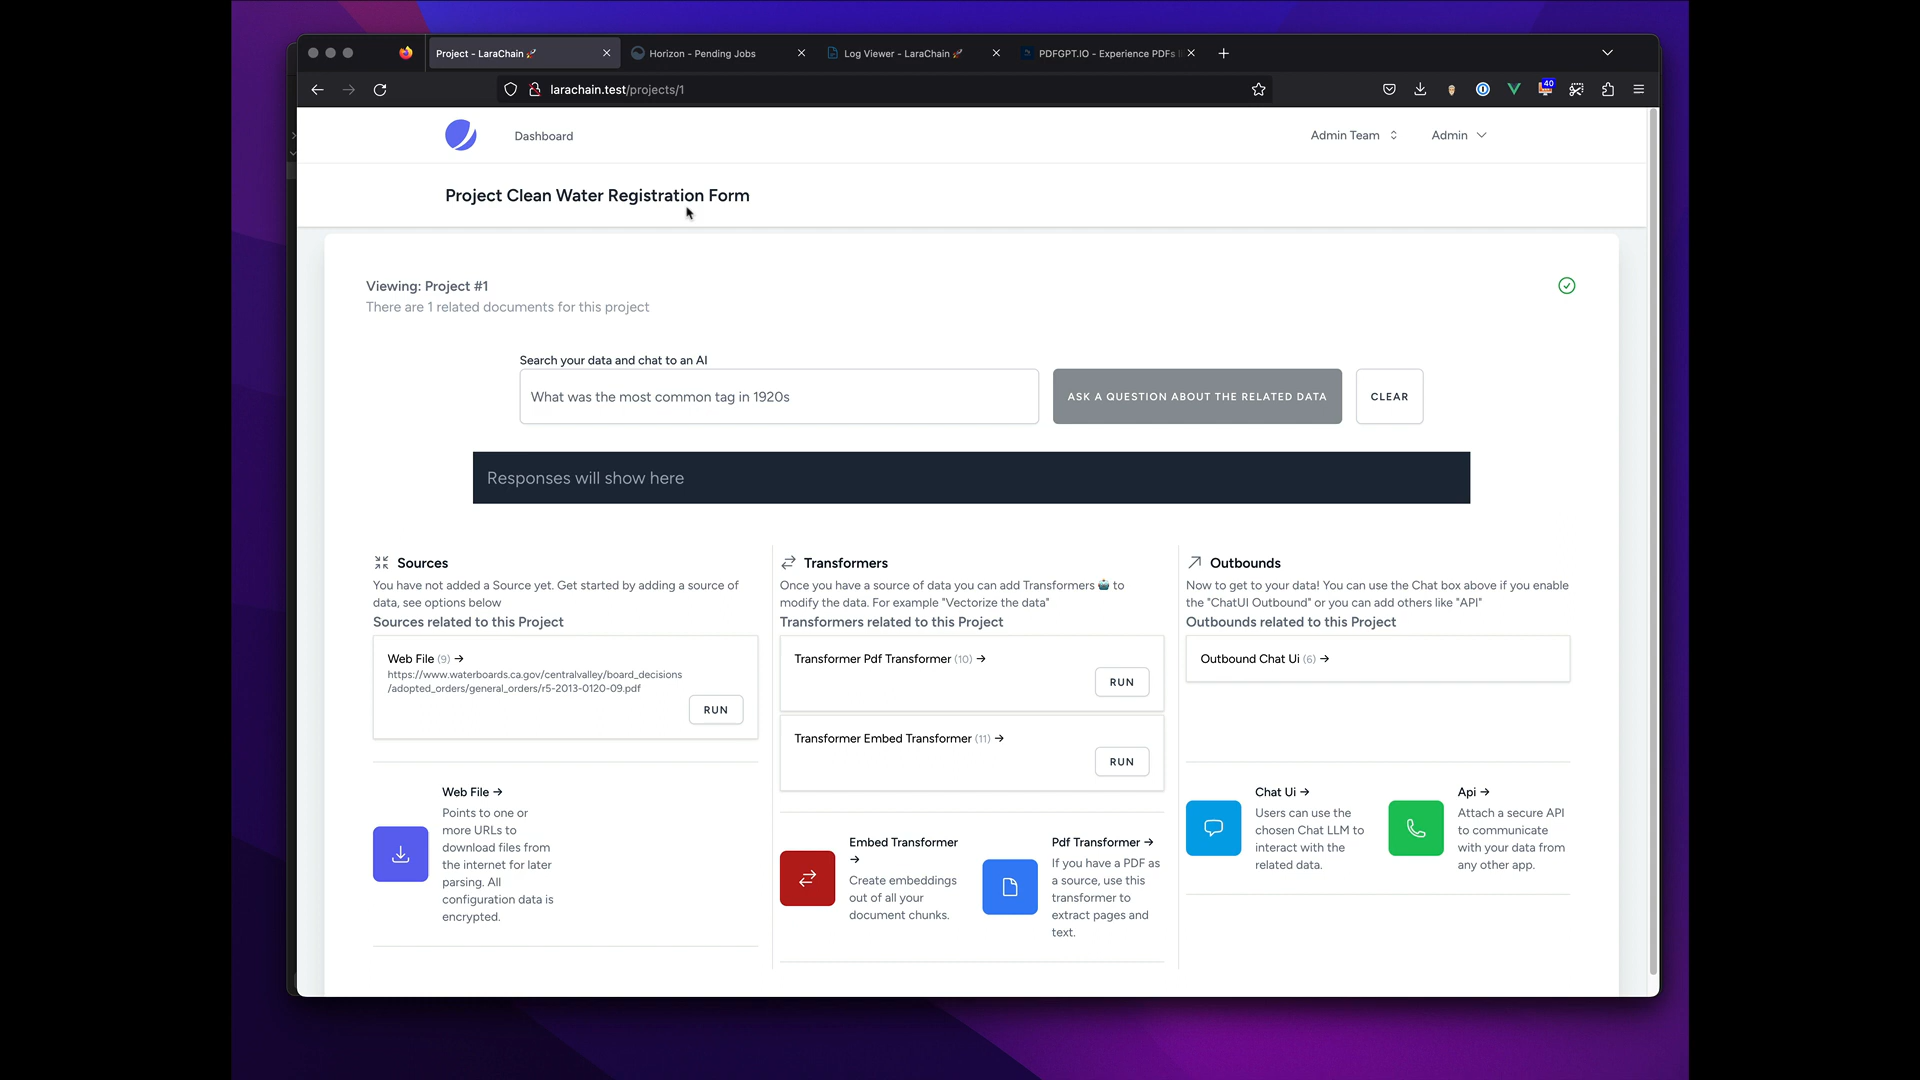 Project - LaraChain 🚀
Horizon - Pending Jobs
Log Viewer - LaraChain 🚀
PDFGPT.IO - Experience PDFs
larachain.test/projects/1
40
Dashboard
Admin Team
Admin
Project Clean Water Registration Form
Viewing: Project #1
There are 1 related documents for this project
Search your data and chat to an AI
What was the most common tag in 1920s
ASK A QUESTION ABOUT THE RELATED DATA
CLEAR
Responses will show here
Sources
You have not added a Source yet. Get started by adding a source of
data, see options below
Sources related to this Project
Web File (9) →
https://www.waterboards.ca.gov/centralvalley/board_decisions
/adopted_orders/general_orders/r5-2013-0120-09.pdf
RUN
Web File →
Points to one or
more URLs to
download files from
the internet for later
parsing. All
configuration data is
encrypted.
Transformers
Once you have a source of data you can add Transformers 🤖 to
modify the data. For example "Vectorize the data"
Transformers related to this Project
Transformer Pdf Transformer (10) →
RUN
Transformer Embed Transformer (11) →
RUN
Embed Transformer
→
Create embeddings
out of all your
document chunks.
Pdf Transformer →
If you have a PDF as
a source, use this
transformer to
extract pages and
text.
Outbounds
Now to get to your data! You can use the Chat box above if you enable
the "ChatUI Outbound" or you can add others like "API"
Outbounds related to this Project
Outbound Chat Ui (6) →
Chat Ui →
Users can use the
chosen Chat LLM to
interact with the
related data.
Api →
Attach a secure API
to communicate
with your data from
any other app.